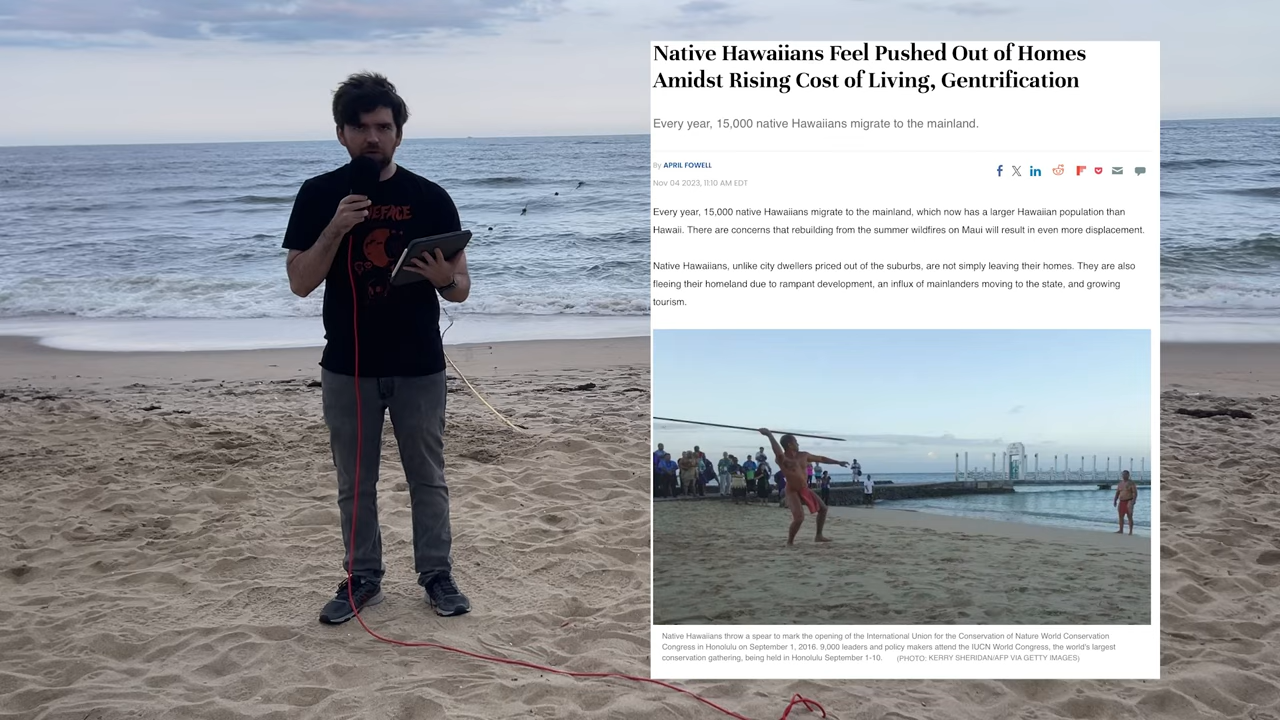 Native Hawaiians Feel Pushed Out of Homes
Amidst Rising Cost of Living, Gentrification
Every year, 15,000 native Hawaiians migrate to the mainland.
By APRIL FOWELL
Nov 04 2023, 11:10 AM EDT
Every year, 15,000 native Hawaiians migrate to the mainland, which now has a larger Hawaiian population than
Hawaii. There are concerns that rebuilding from the summer wildfires on Maui will result in even more displacement.
Native Hawaiians, unlike city dwellers priced out of the suburbs, are not simply leaving their homes. They are also
fleeing their homeland due to rampant development, an influx of mainlanders moving to the state, and growing
tourism.
Native Hawaiians throw a spear to mark the opening of the International Union for the Conservation of Nature World Conservation
Congress in Honolulu on September 1, 2016. 9,000 leaders and policy makers attend the IUCN World Congress, the world's largest
conservation gathering, being held in Honolulu September 1-10. (PHOTO: KERRY SHERIDAN/AFP VIA GETTY IMAGES)